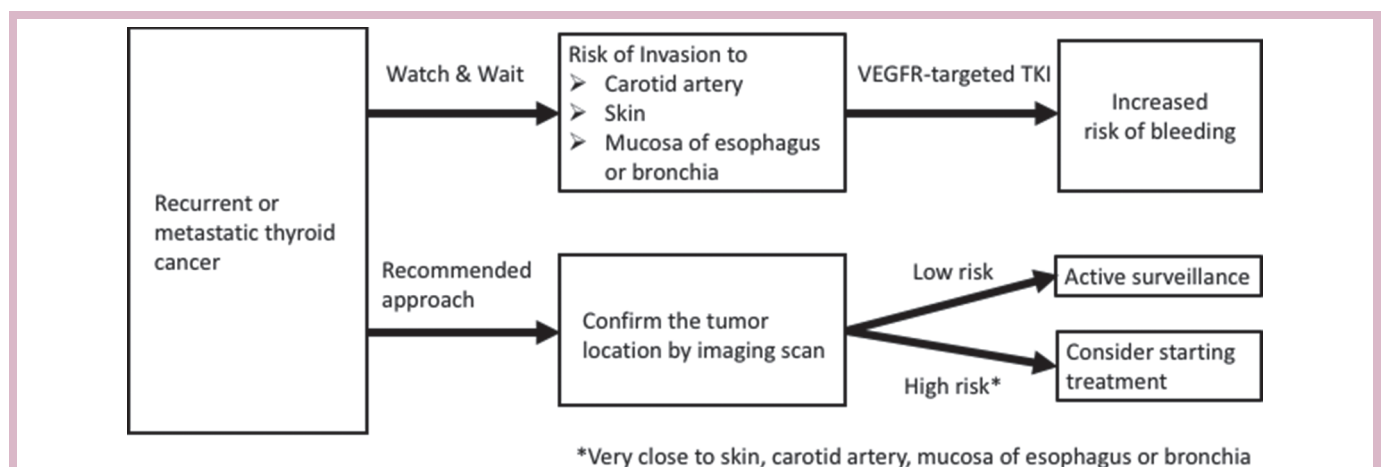 Recurrent or
metastatic thyroid
cancer
Watch & Wait
Risk of Invasion to
➢ Carotid artery
➢ Skin
➢ Mucosa of esophagus
or bronchia
VEGFR-targeted TKI
Increased
risk of bleeding
Recommended
approach
Confirm the tumor
location by imaging scan
Low risk
Active surveillance
High risk*
Consider starting
treatment
*Very close to skin, carotid artery, mucosa of esophagus or bronchia